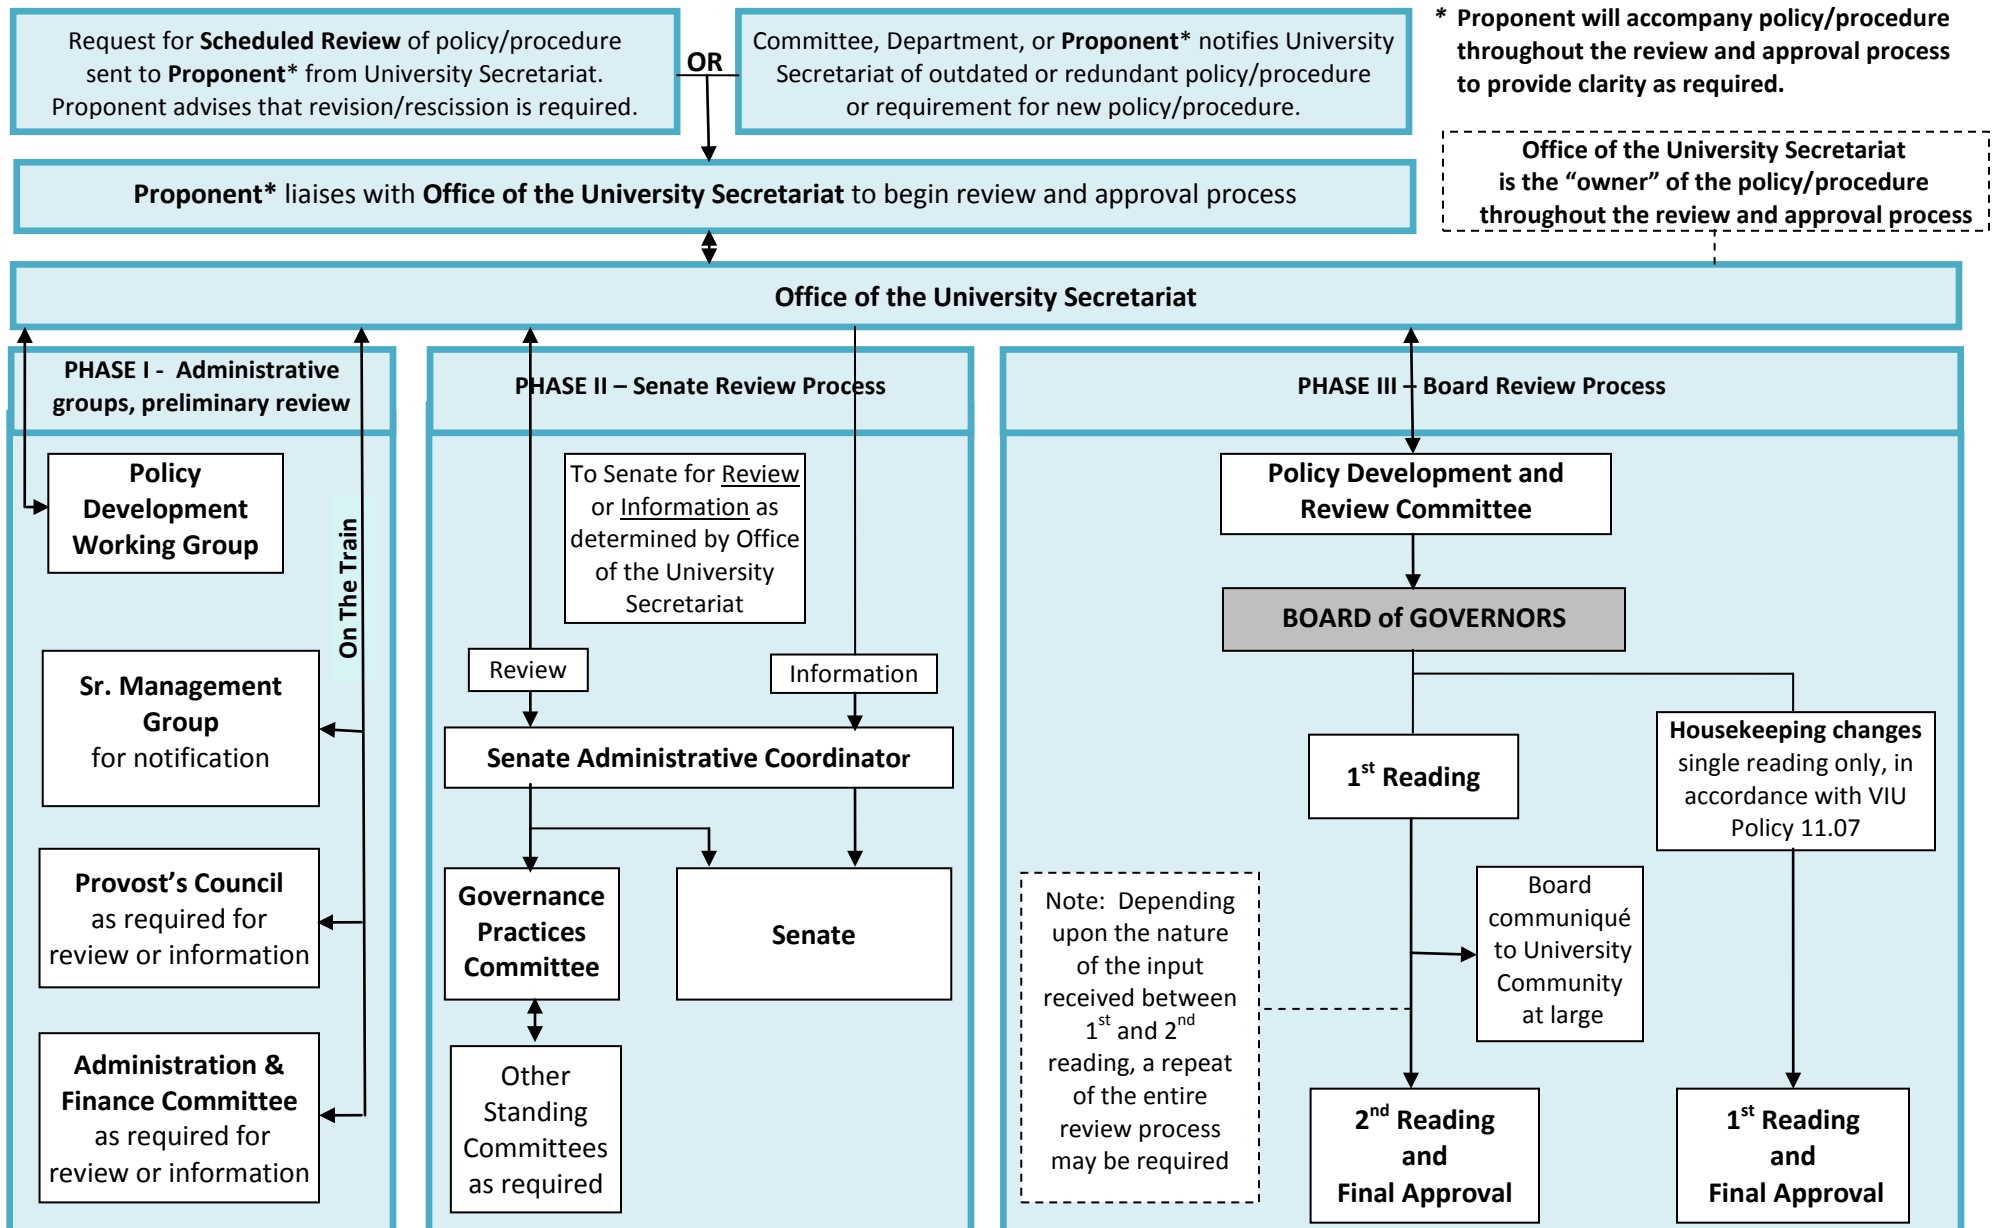 Request for Scheduled Review of policy/procedure
sent to Proponent* from University Secretariat.
Proponent advises that revision/rescission is required.
OR
Committee, Department, or Proponent* notifies University
Secretariat of outdated or redundant policy/procedure
or requirement for new policy/procedure.
* Proponent will accompany policy/procedure
throughout the review and approval process
to provide clarity as required.
Office of the University Secretariat
is the “owner” of the policy/procedure
throughout the review and approval process
Proponent* liaises with Office of the University Secretariat to begin review and approval process
Office of the University Secretariat
PHASE I - Administrative
groups, preliminary review
Policy
Development
Working Group
On The Train
Sr. Management
Group
for notification
Provost’s Council
as required for
review or information
Administration &
Finance Committee
as required for
review or information
PHASE II – Senate Review Process
To Senate for Review
or Information as
determined by Office
of the University
Secretariat
Review
Information
Senate Administrative Coordinator
Governance
Practices
Committee
Senate
Other
Standing
Committees
as required
PHASE III – Board Review Process
Policy Development and
Review Committee
BOARD of GOVERNORS
1st Reading
Housekeeping changes
single reading only, in
accordance with VIU
Policy 11.07
Note: Depending
upon the nature
of the input
received between
1st and 2nd
reading, a repeat
of the entire
review process
may be required
Board
communiqué
to University
Community
at large
2nd Reading
and
Final Approval
1st Reading
and
Final Approval